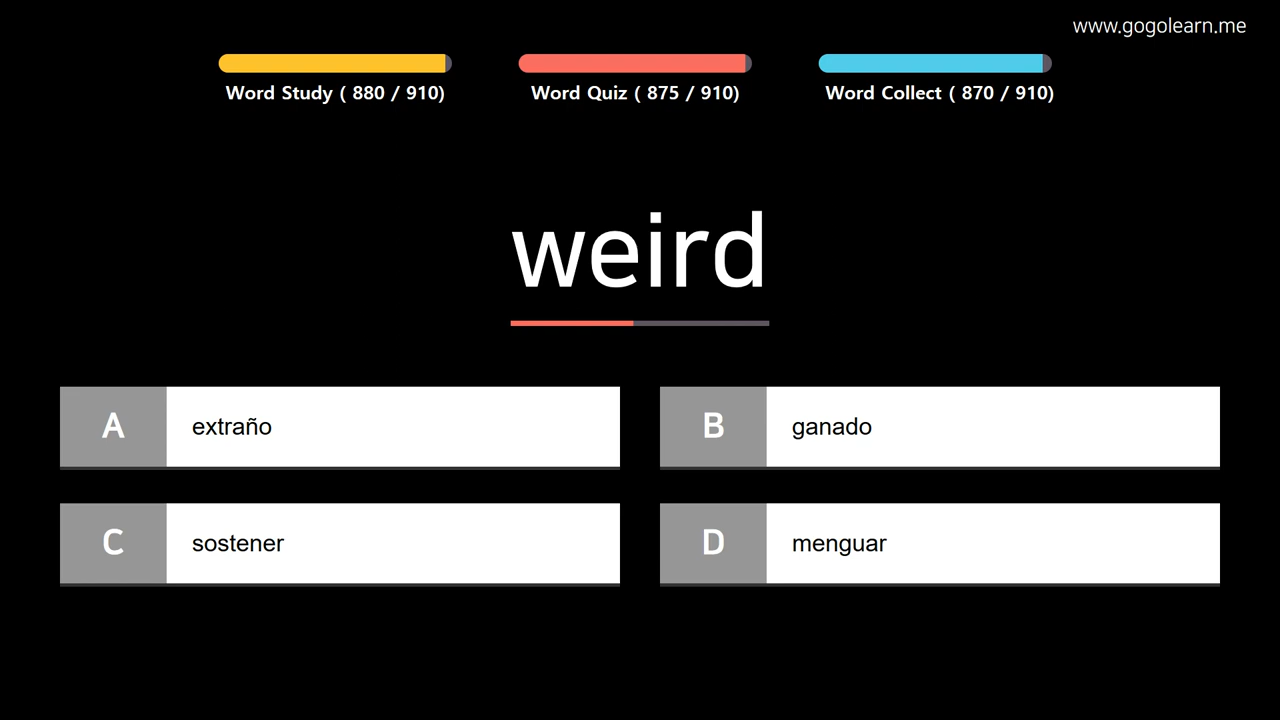 www.gogolearn.me
Word Study ( 880 / 910)
Word Quiz ( 875 / 910)
Word Collect ( 870 / 910)
weird
A extraño
B ganado
C sostener
D menguar